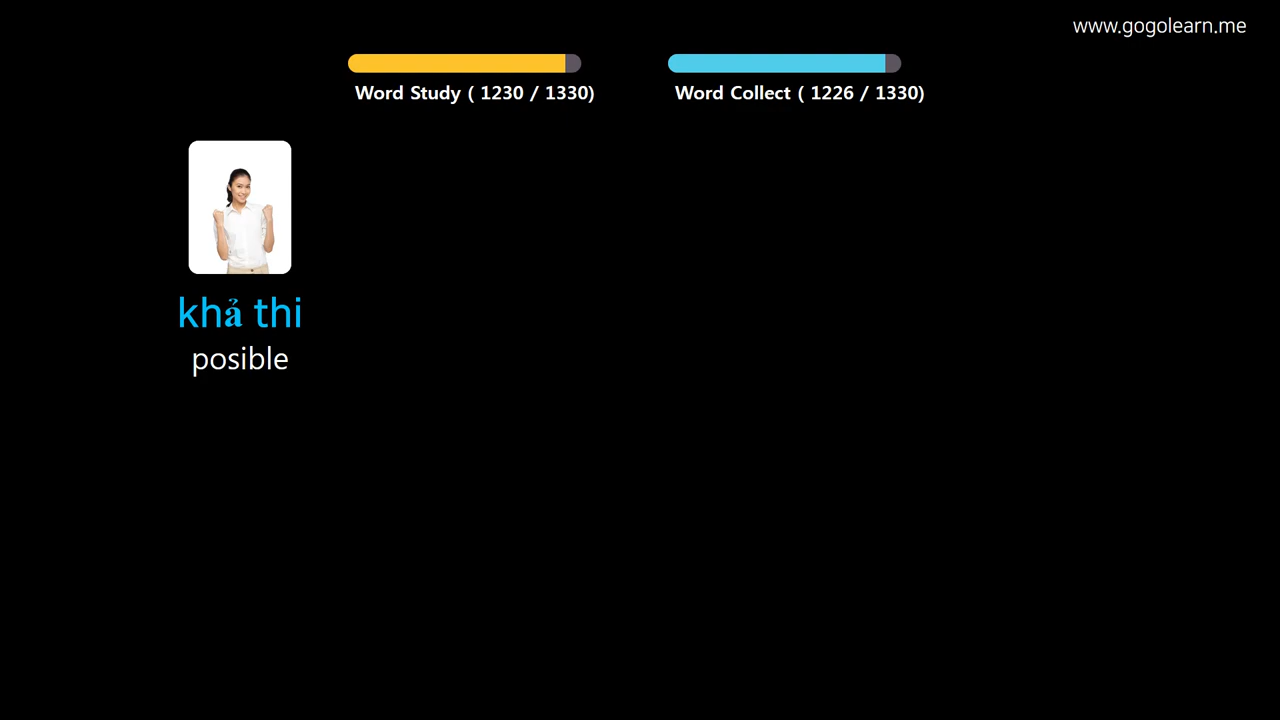 www.gogolearn.me
Word Study ( 1230 / 1330)
Word Collect ( 1226 / 1330)
khả thi
posible